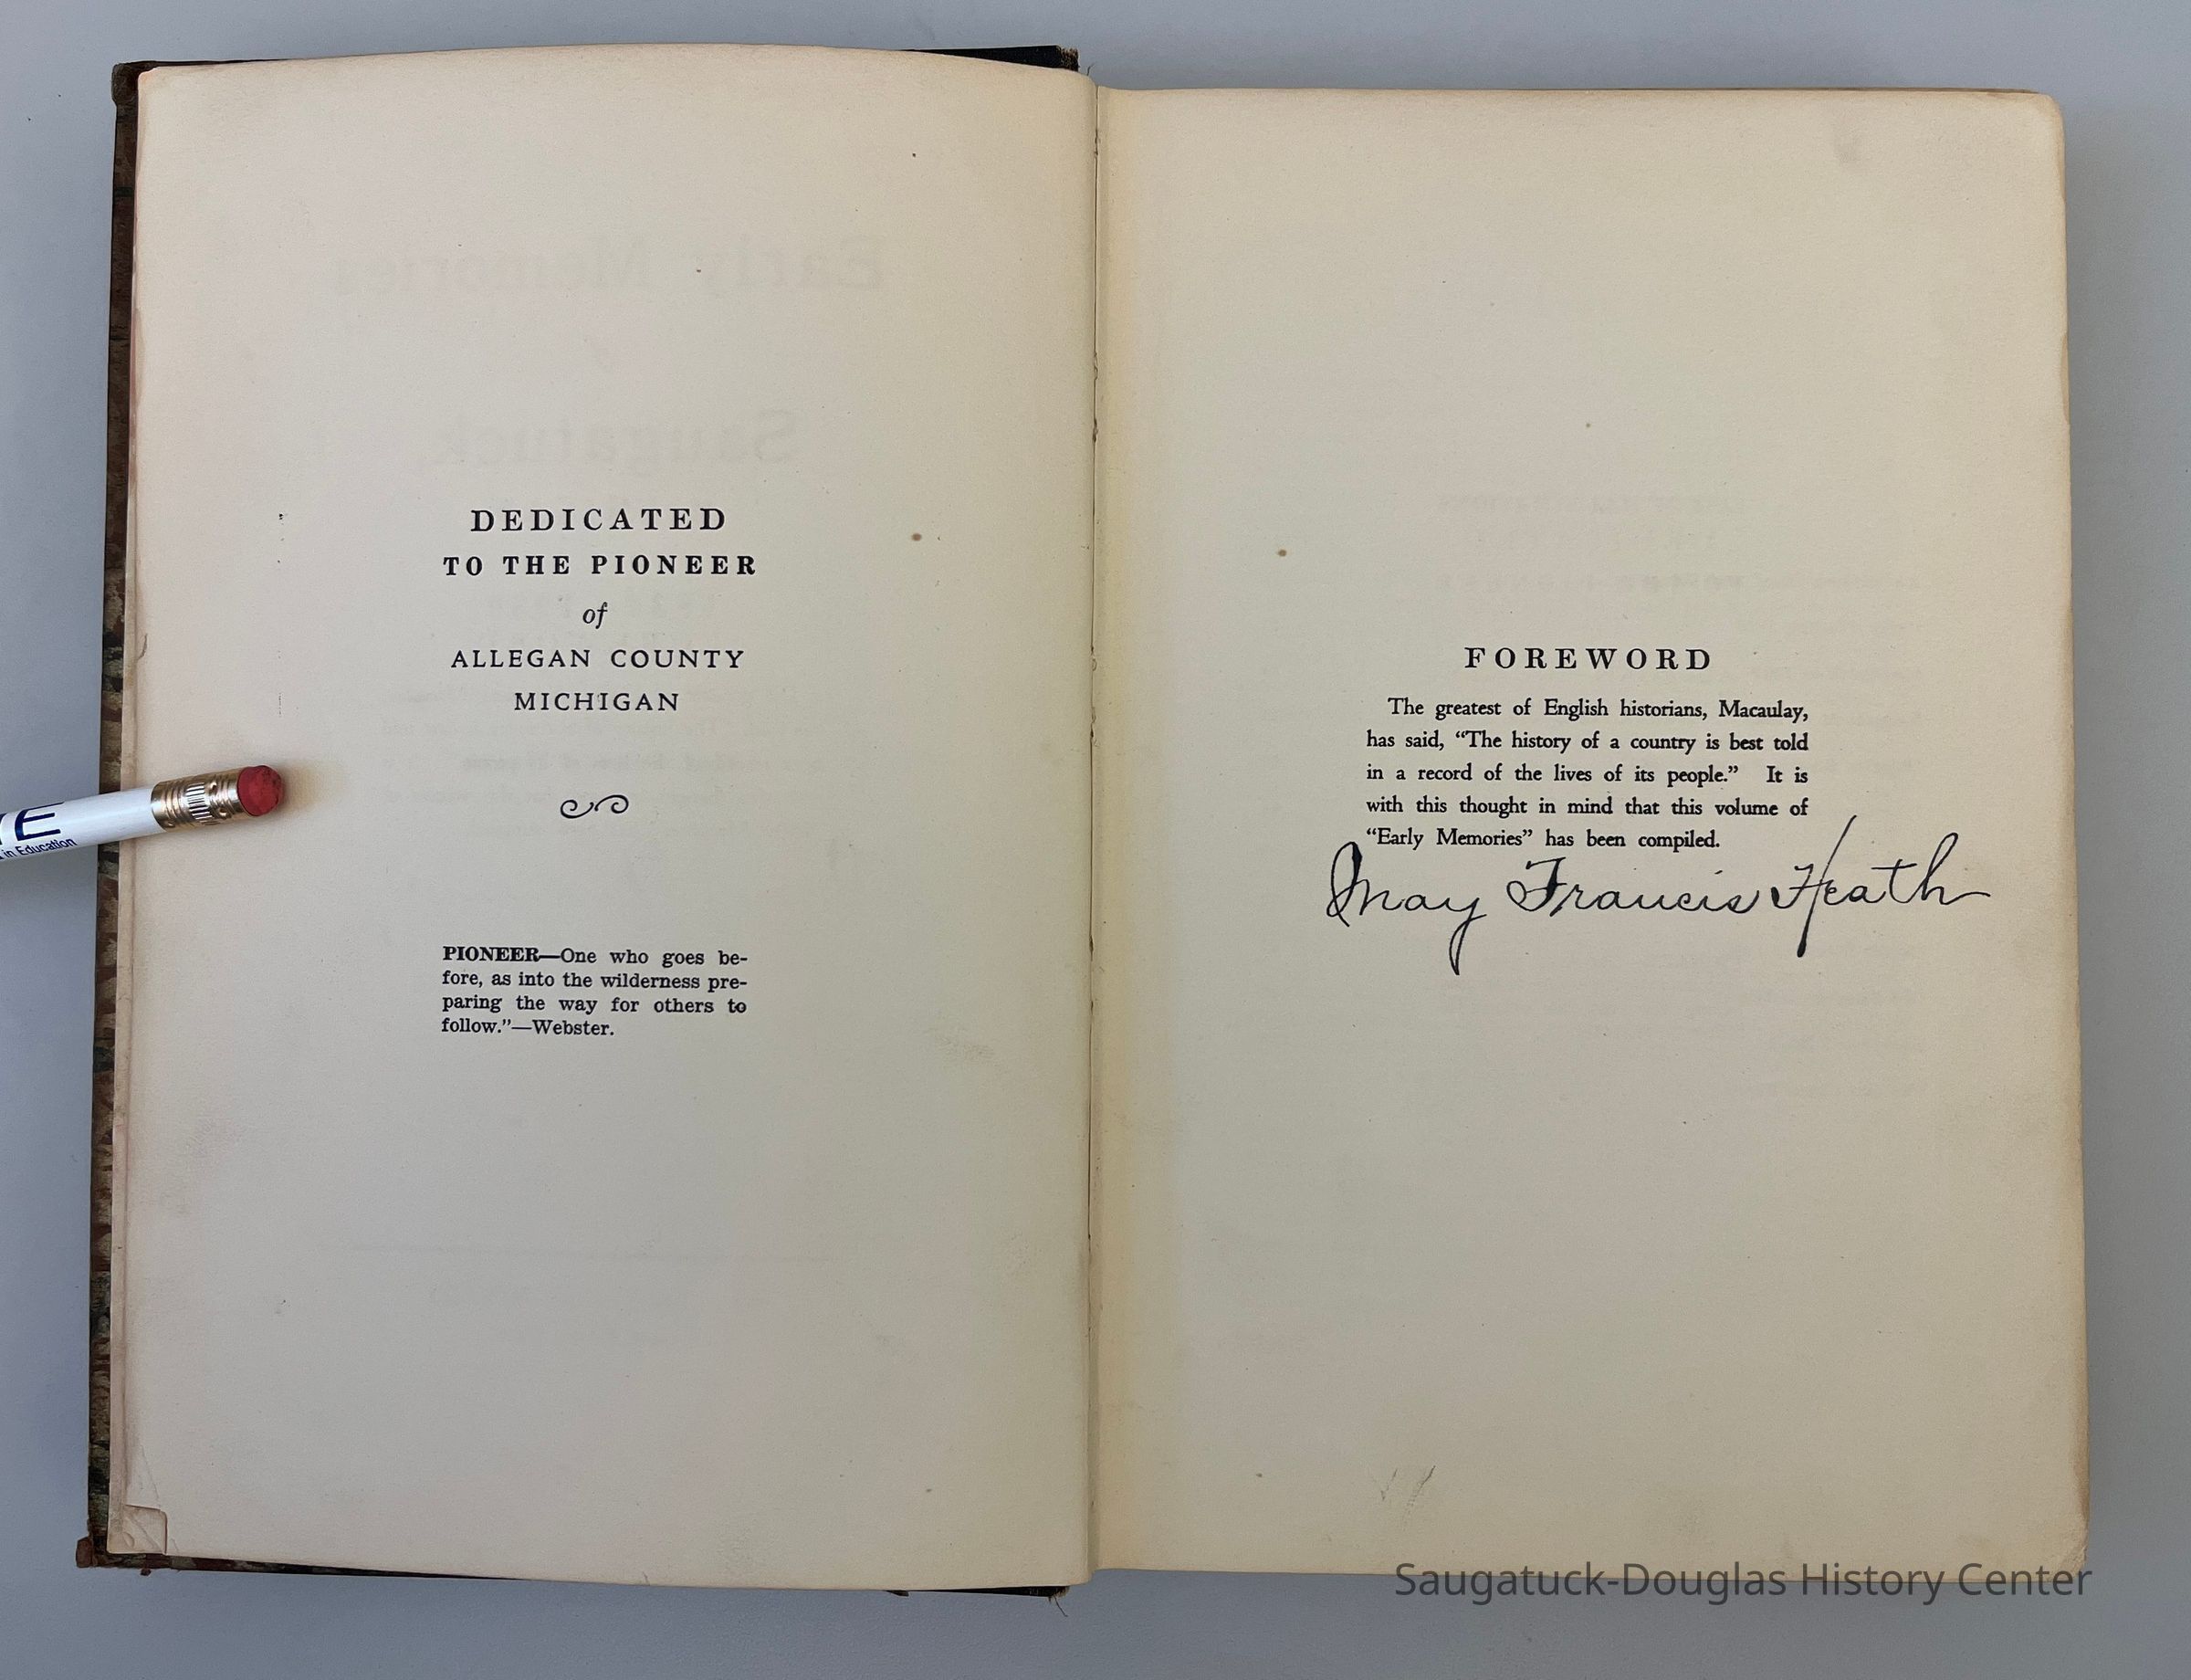 DEDICATED
TO THE PIONEER
of
ALLEGAN COUNTY
MICHIGAN
PIONEER—One who goes be-
fore, as into the wilderness pre-
paring the way for others to
follow.”—Webster.
E
in Education
FOREWORD
The greatest of English historians, Macaulay,
has said, “The history of a country is best told
in a record of the lives of its people.” It is
with this thought in mind that this volume of
“Early Memories” has been compiled.
May Francis Heath
Saugatuck-Douglas History Center